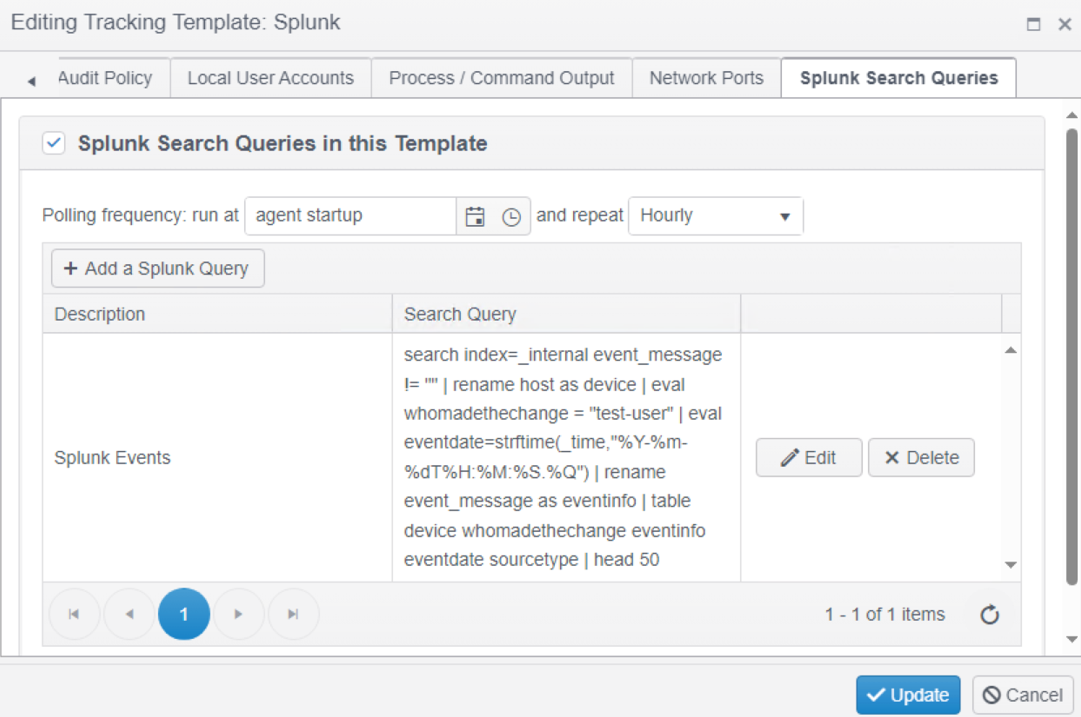 Editing Tracking Template: Splunk
Audit Policy
Local User Accounts
Process / Command Output
Network Ports
Splunk Search Queries
Splunk Search Queries in this Template
Polling frequency: run at agent startup and repeat Hourly
+ Add a Splunk Query
Description
Search Query
Splunk Events
search index=_internal event_message
!= "" | rename host as device | eval
whomadethechange = "test-user" | eval
eventdate=strftime(_time,"%Y-%m-
%dT%H:%M:%S.%Q") | rename
event_message as eventinfo | table
device whomadethechange eventinfo
eventdate sourcetype | head 50
Edit
Delete
1
1 - 1 of 1 items
Update
Cancel